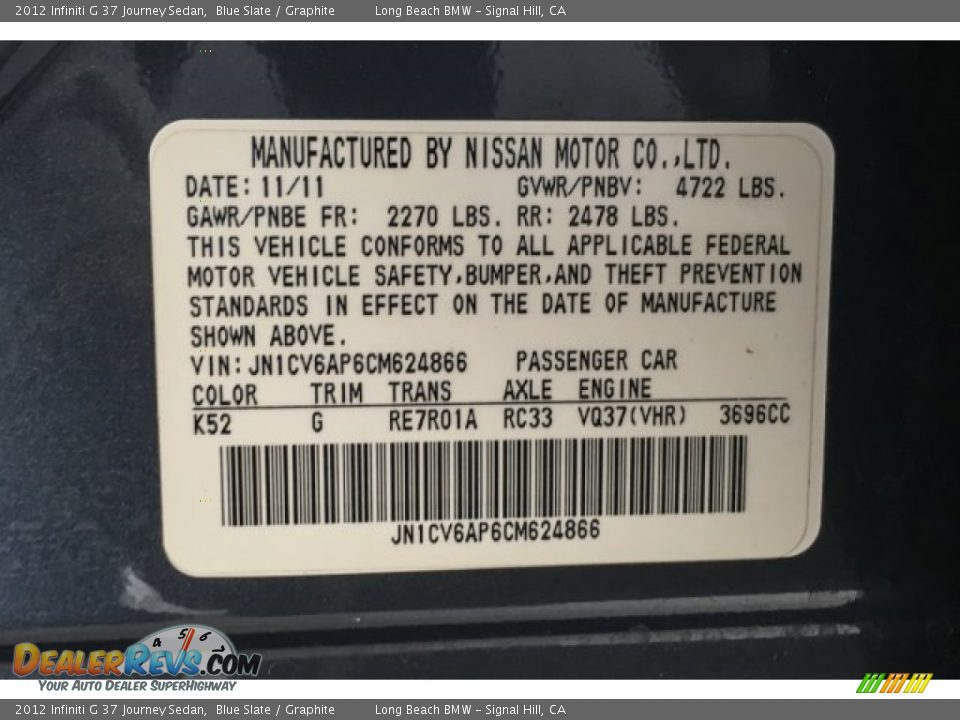 2012 Infiniti G 37 Journey Sedan, Blue Slate / Graphite Long Beach BMW - Signal Hill, CA
MANUFACTURED BY NISSAN MOTOR CO.,LTD.
DATE: 11/11 GVWR/PNBV: 4722 LBS.
GAWR/PNBE FR: 2270 LBS. RR: 2478 LBS.
THIS VEHICLE CONFORMS TO ALL APPLICABLE FEDERAL
MOTOR VEHICLE SAFETY,BUMPER,AND THEFT PREVENTION
STANDARDS IN EFFECT ON THE DATE OF MANUFACTURE
SHOWN ABOVE.
VIN: JN1CV6AP6CM624866 PASSENGER CAR
COLOR TRIM TRANS AXLE ENGINE
K52 G RE7R01A RC33 VQ37(VHR) 3696CC
JN1CV6AP6CM624866
4 5 6
DEALERREVS.COM
YOUR AUTO DEALER SUPERHIGHWAY
2012 Infiniti G 37 Journey Sedan, Blue Slate / Graphite Long Beach BMW - Signal Hill, CA